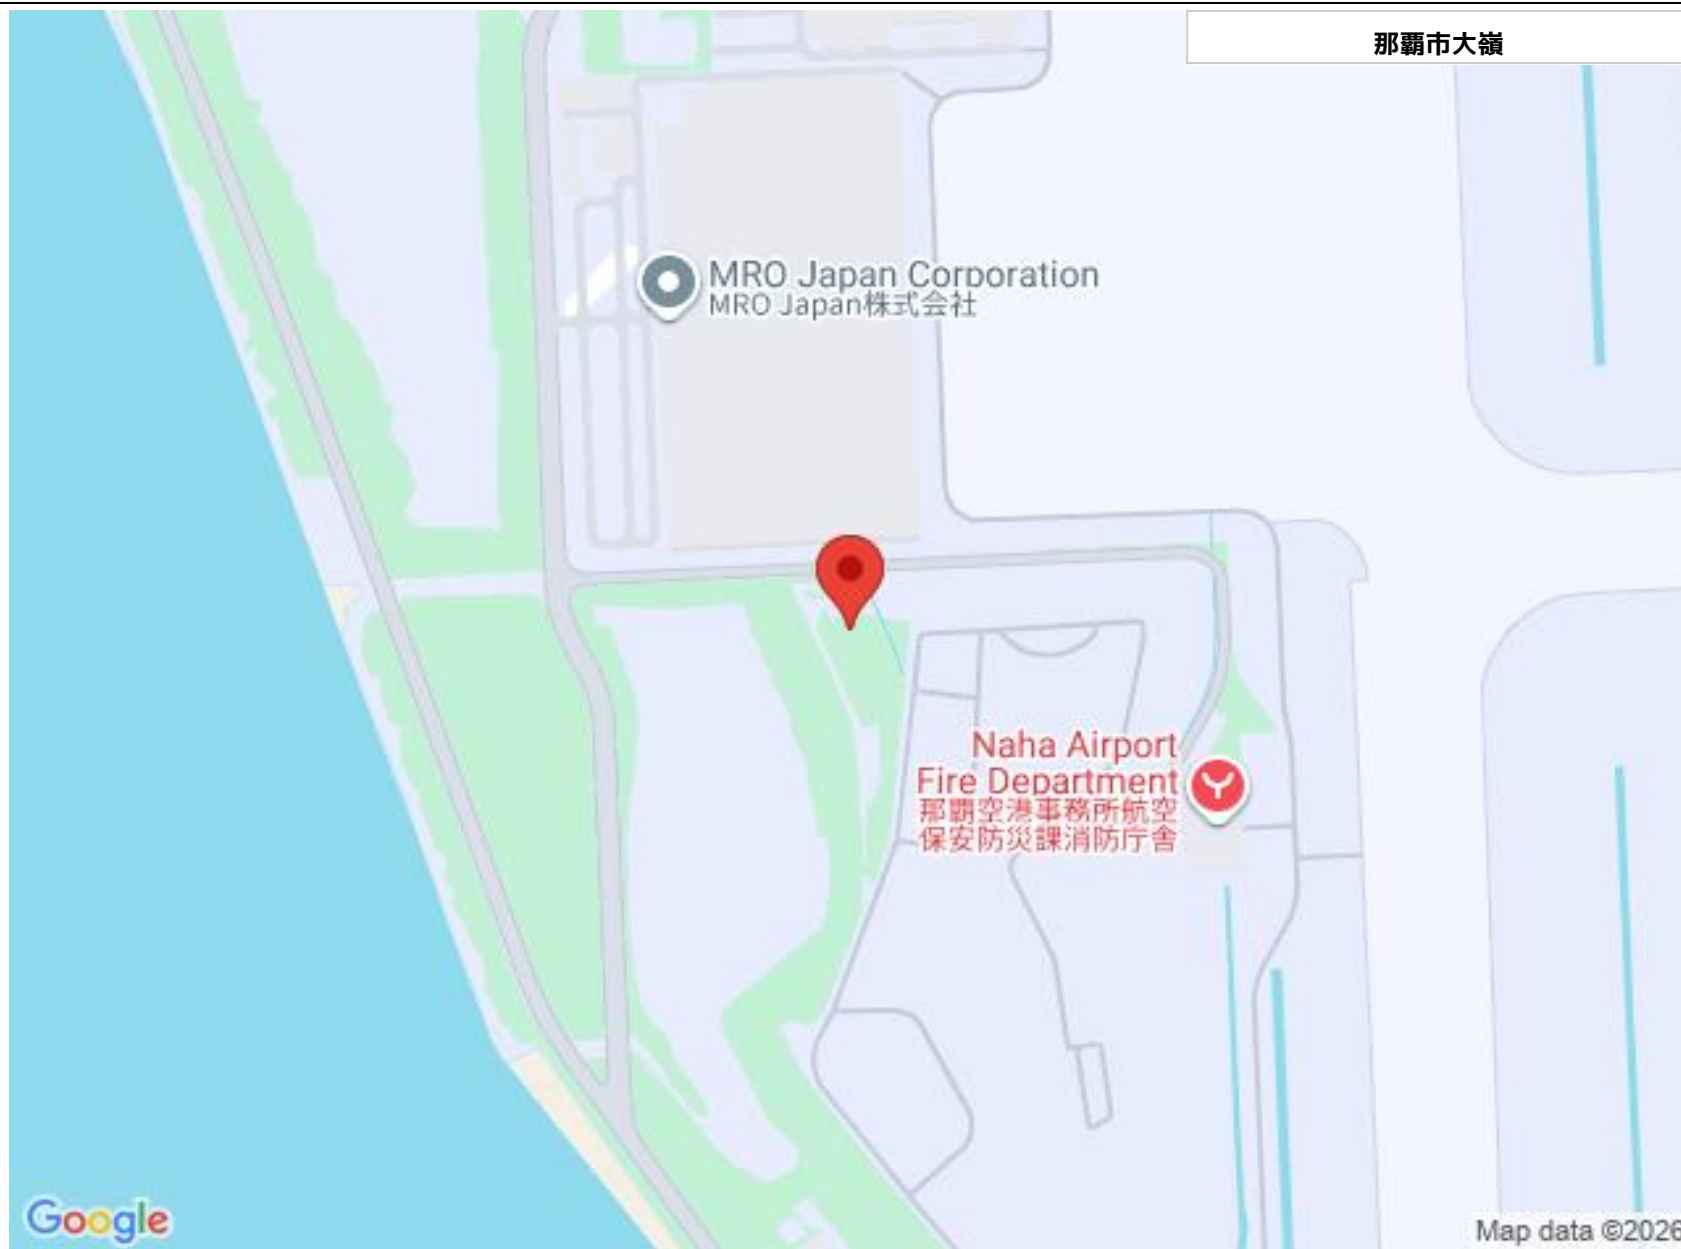 那覇市大嶺
MRO Japan Corporation
MRO Japan株式会社
Naha Airport
Fire Department
那覇空港事務所航空
保安防災課消防庁舎
Google
Map data ©2026